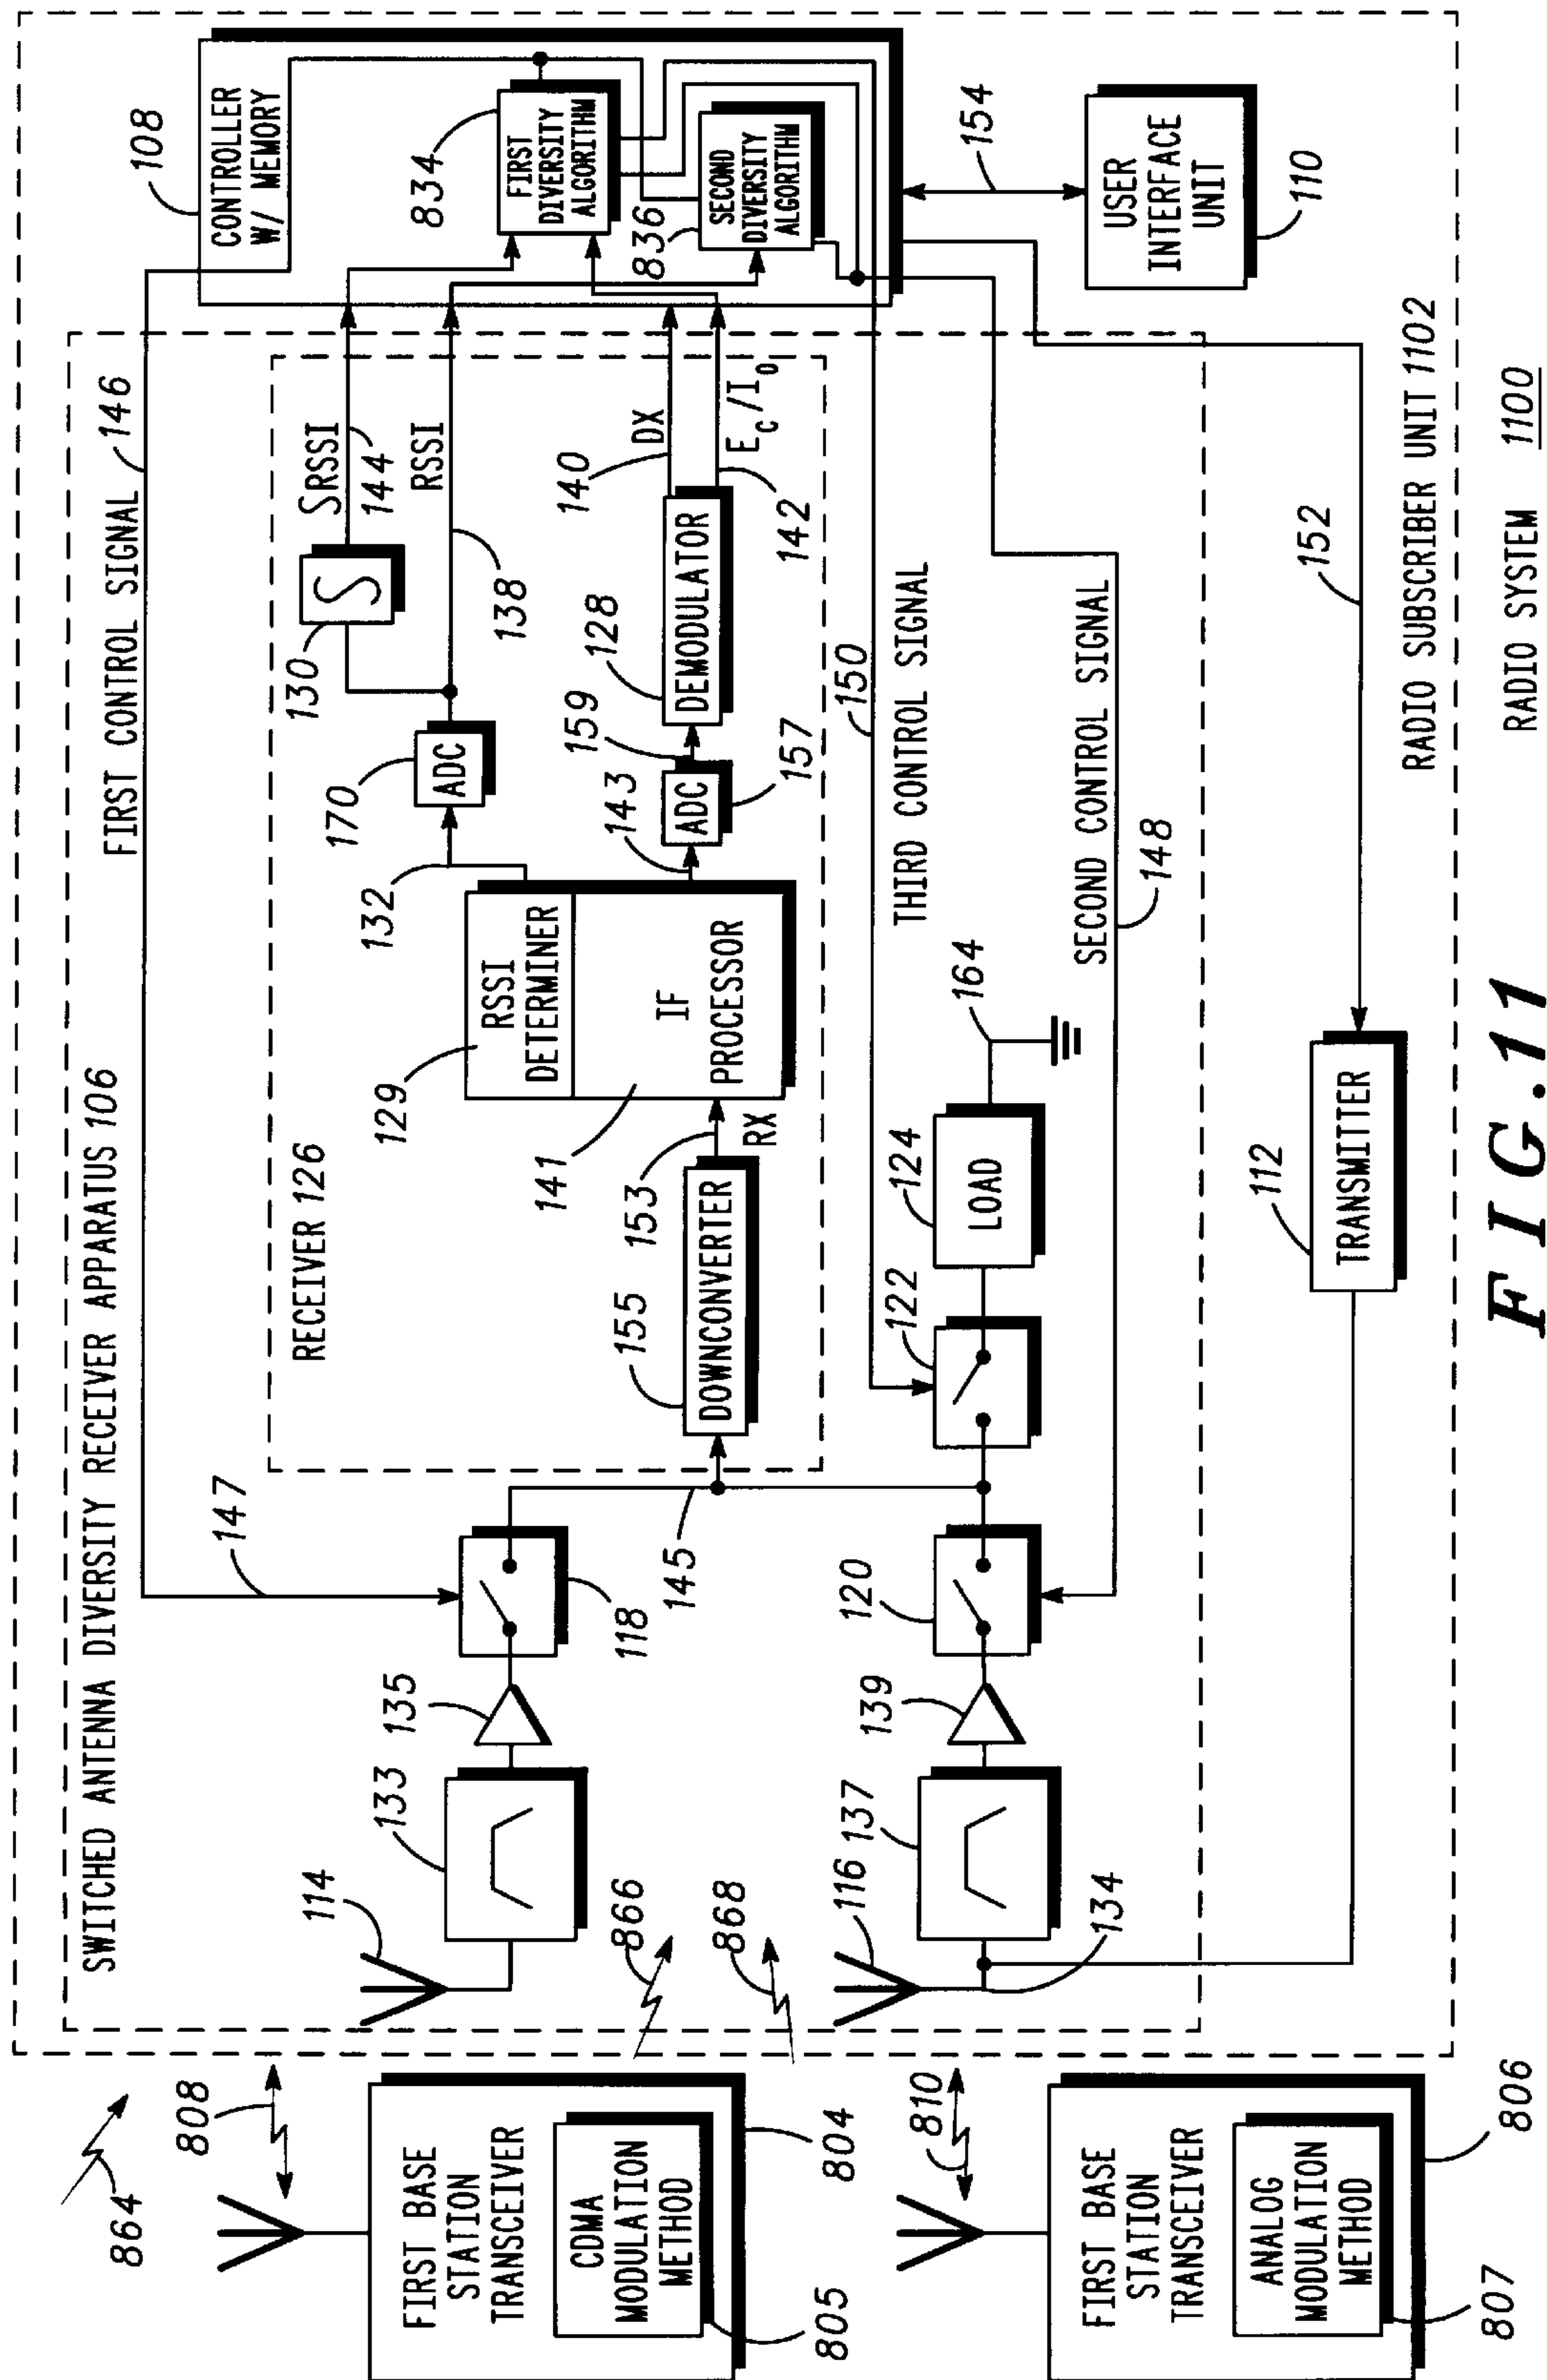 864
808
FIRST BASE
STATION
TRANSCEIVER
CDMA
MODULATION
METHOD
804
805
810
FIRST BASE
STATION
TRANSCEIVER
ANALOG
MODULATION
METHOD
806
807
SWITCHED ANTENNA DIVERSITY RECEIVER APPARATUS 106
FIRST CONTROL SIGNAL 146
147
114
133
135
118
866
868
116
137
139
120
134
145
RECEIVER 126
155
DOWNCONVERTER
153
RX
129
RSSI
DETERMINER
141
IF
PROCESSOR
132
170
ADC
130
∫
∫RSSI
144
RSSI
138
143
ADC
157
159
128
DEMODULATOR
140
DX
EC/I0
142
122
124
LOAD
164
THIRD CONTROL SIGNAL
150
SECOND CONTROL SIGNAL
148
108
CONTROLLER
W/ MEMORY
834
FIRST
DIVERSITY
ALGORITHM
836
SECOND
DIVERSITY
ALGORITHM
154
USER
INTERFACE
UNIT
110
112
TRANSMITTER
152
RADIO SUBSCRIBER UNIT 1102
RADIO SYSTEM 1100
FIG.11